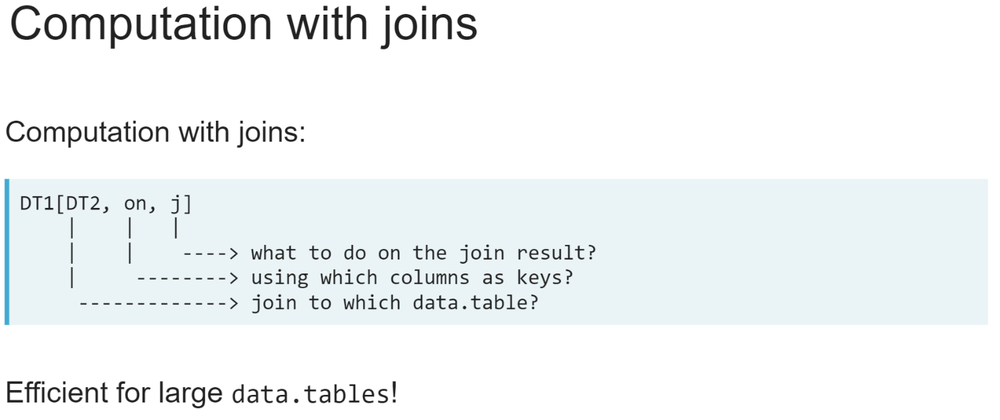 Computation with joins
Computation with joins:
DT1[DT2, on, j]
    |    |   |
    |    |    ----> what to do on the join result?
    |     --------> using which columns as keys?
     -------------> join to which data.table?
Efficient for large data.tables!